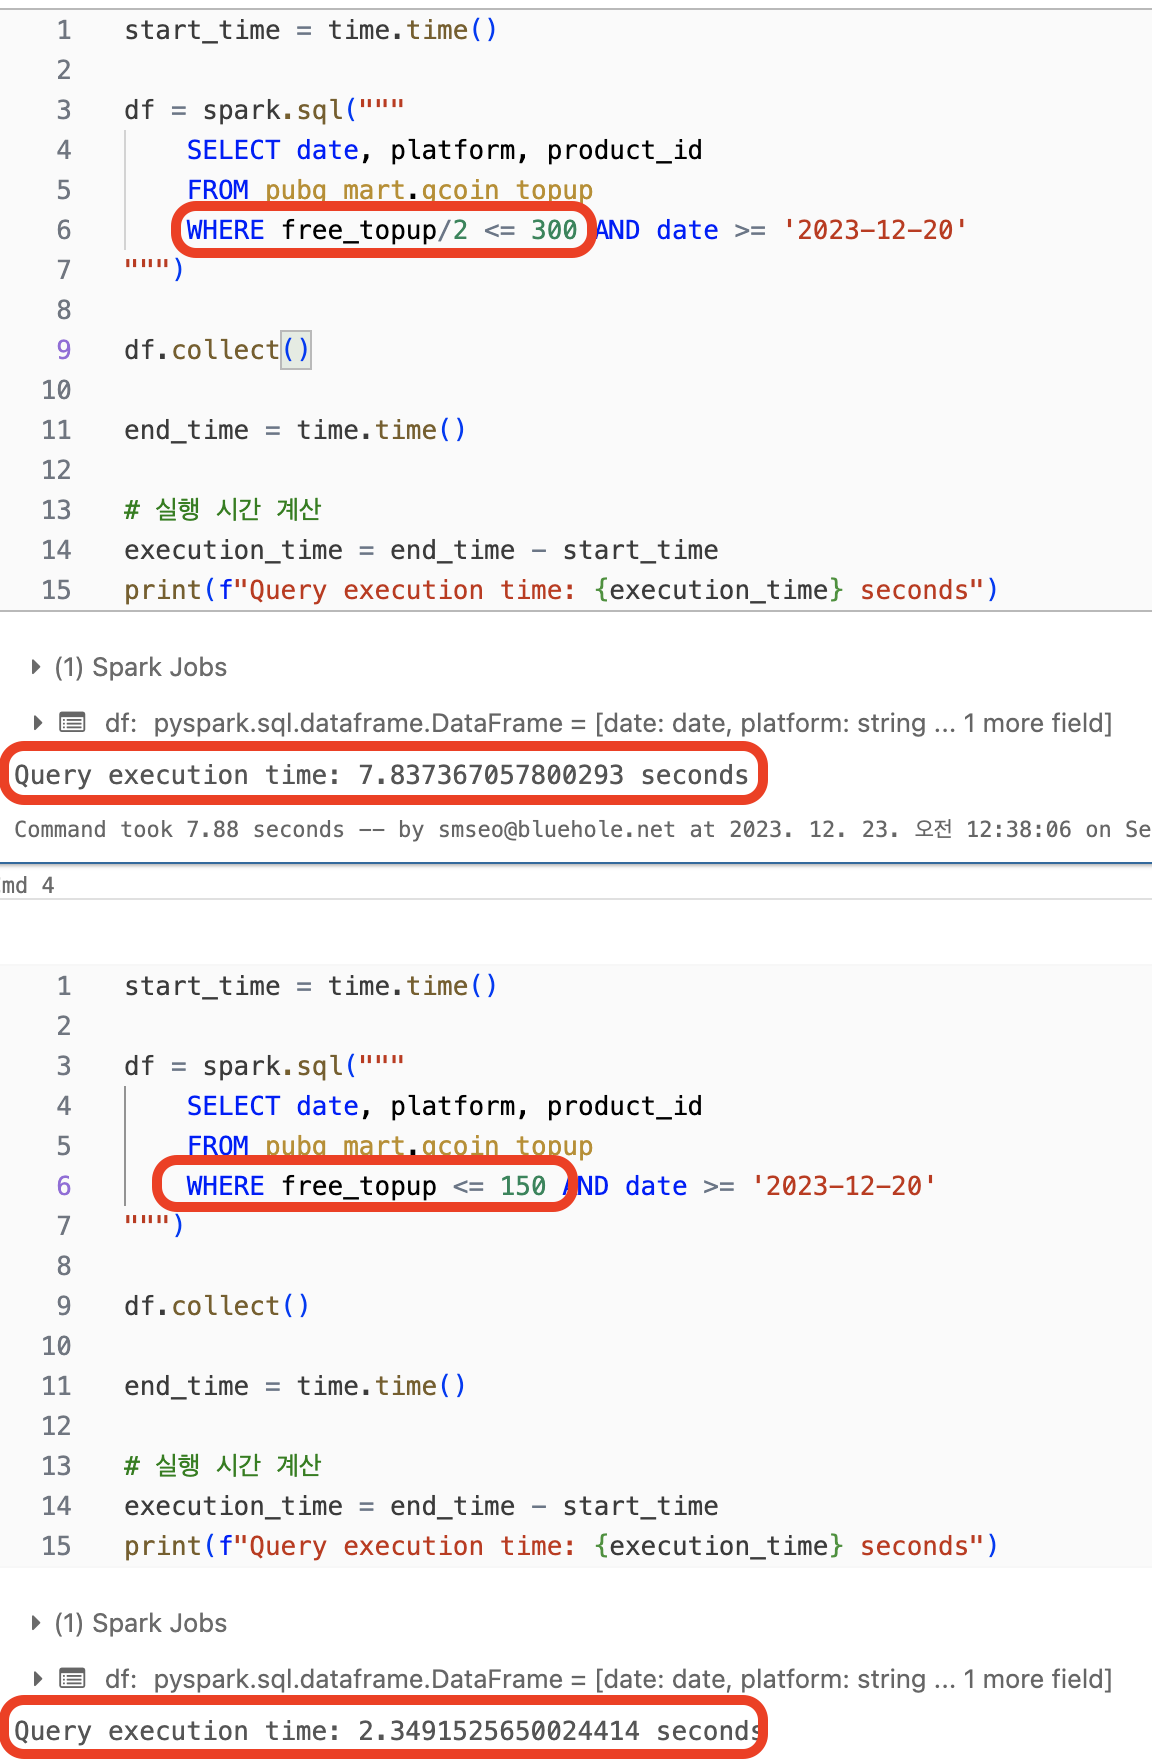 1 start_time = time.time()
2
3 df = spark.sql("""
4 SELECT date, platform, product_id
5 FROM pubg_mart.gcoin_topup
6 WHERE free_topup/2 <= 300 AND date >= '2023-12-20'
7 """)
8
9 df.collect()
10
11 end_time = time.time()
12
13 # 실행 시간 계산
14 execution_time = end_time - start_time
15 print(f"Query execution time: {execution_time} seconds")
(1) Spark Jobs
df: pyspark.sql.dataframe.DataFrame = [date: date, platform: string ... 1 more field]
Query execution time: 7.837367057800293 seconds
Command took 7.88 seconds -- by smseo@bluehole.net at 2023. 12. 23. 오전 12:38:06 on Se
md 4
1 start_time = time.time()
2
3 df = spark.sql("""
4 SELECT date, platform, product_id
5 FROM pubg_mart.gcoin_topup
6 WHERE free_topup <= 150 AND date >= '2023-12-20'
7 """)
8
9 df.collect()
10
11 end_time = time.time()
12
13 # 실행 시간 계산
14 execution_time = end_time - start_time
15 print(f"Query execution time: {execution_time} seconds")
(1) Spark Jobs
df: pyspark.sql.dataframe.DataFrame = [date: date, platform: string ... 1 more field]
Query execution time: 2.3491525650024414 seconds